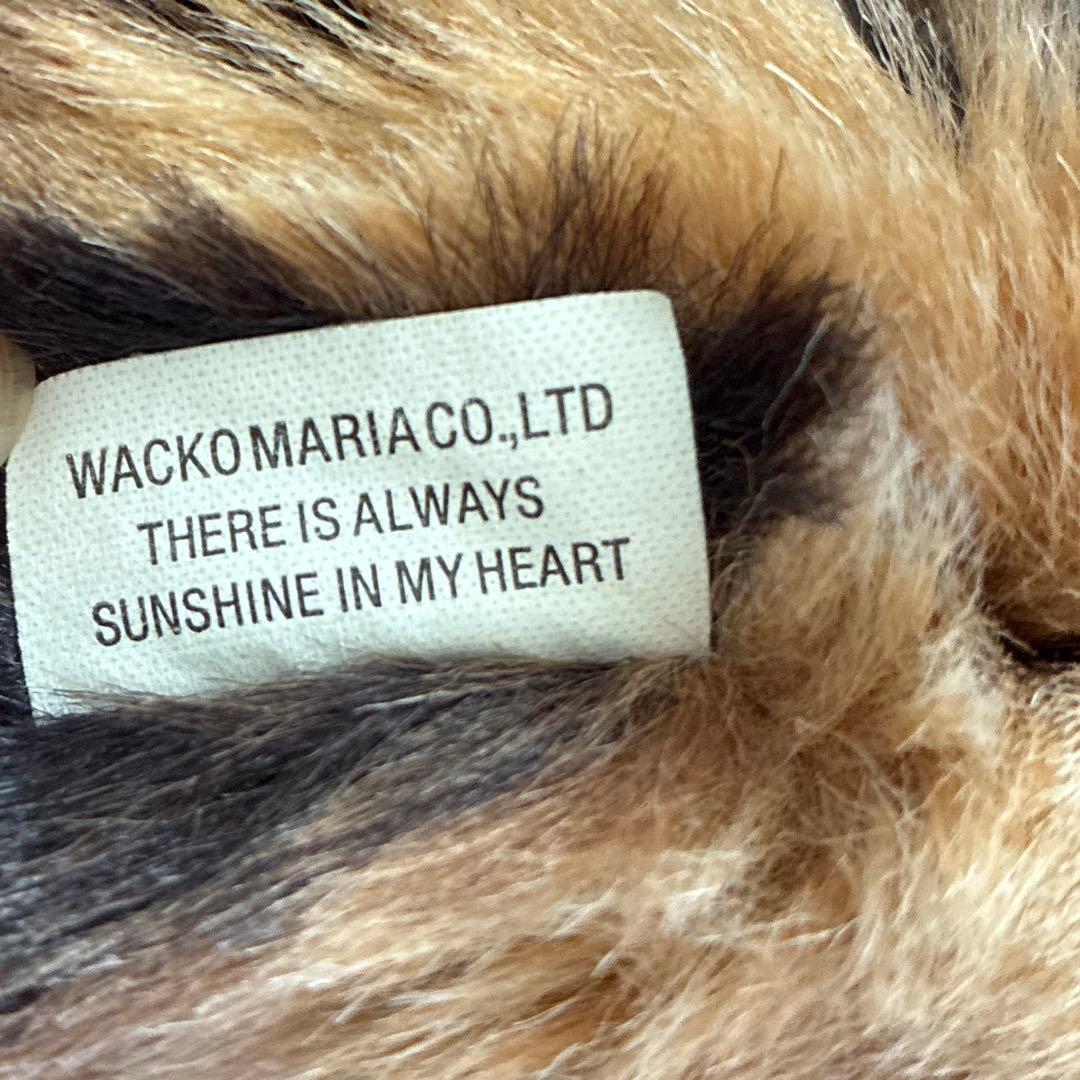 WACKO MARIA CO.,LTD
THERE IS ALWAYS
SUNSHINE IN MY HEART